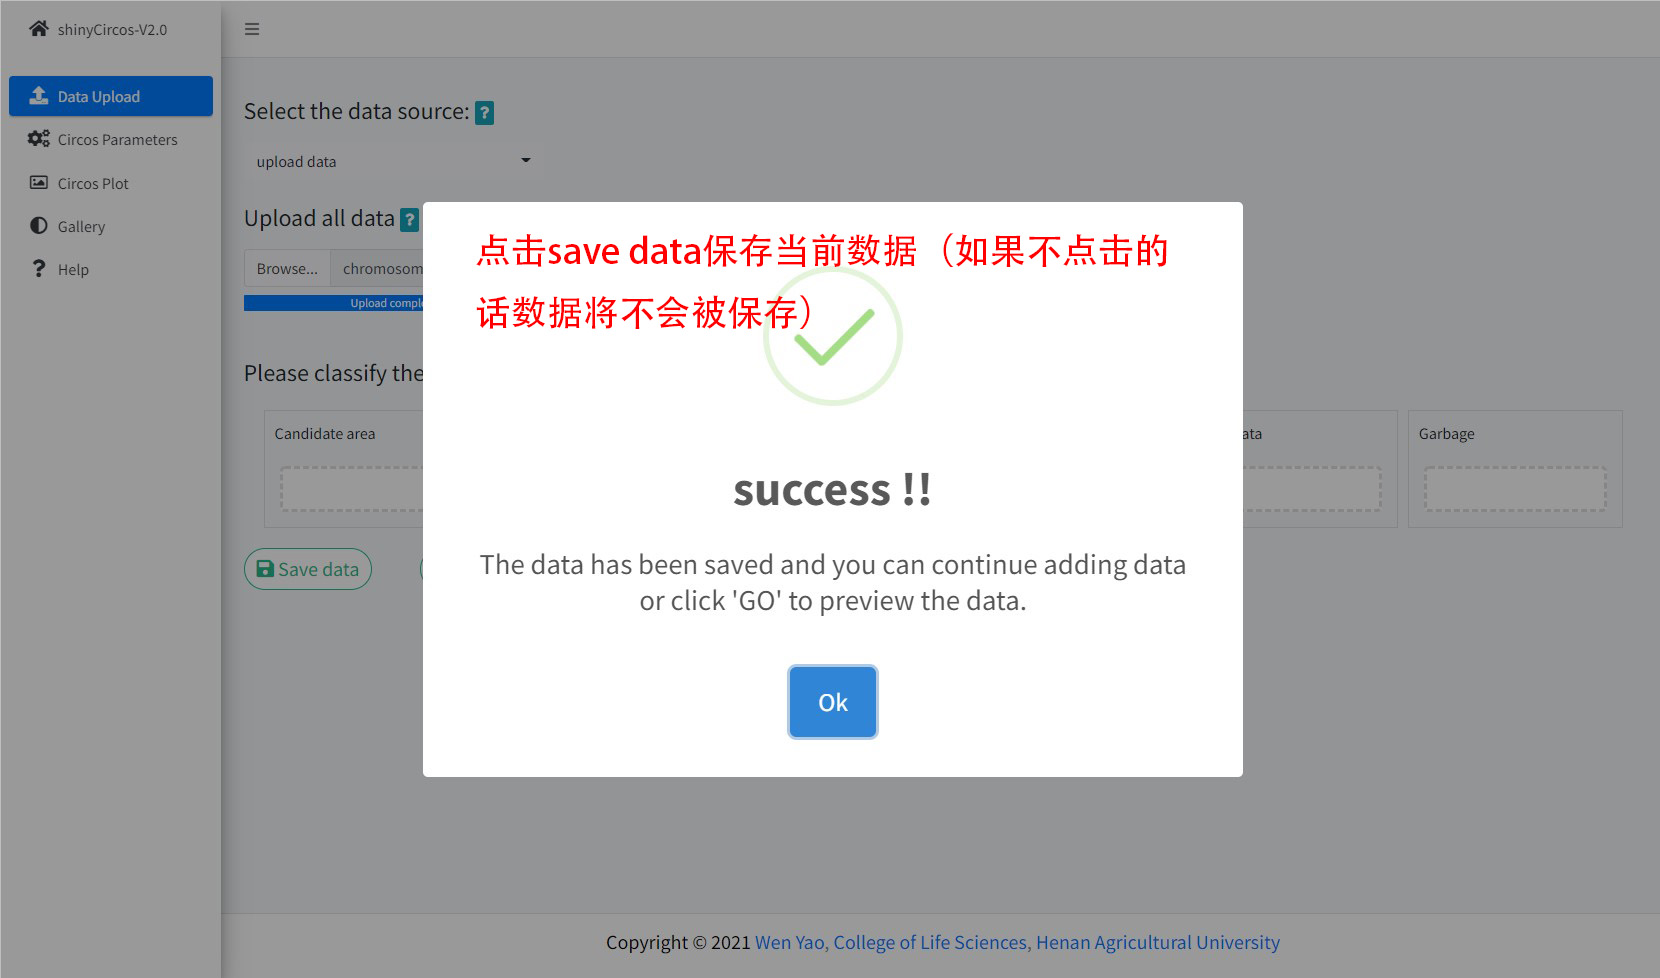 shinyCircos-V2.0
Data Upload
Circos Parameters
Circos Plot
Gallery
Help
Select the data source: ?
upload data
Upload all data ?
Browse...
chromosom
Upload comple
Please classify the
Candidate area
ata
Garbage
Save data
点击save data保存当前数据（如果不点击的
话数据将不会被保存）
success !!
The data has been saved and you can continue adding data
or click 'GO' to preview the data.
Ok
Copyright © 2021 Wen Yao, College of Life Sciences, Henan Agricultural University